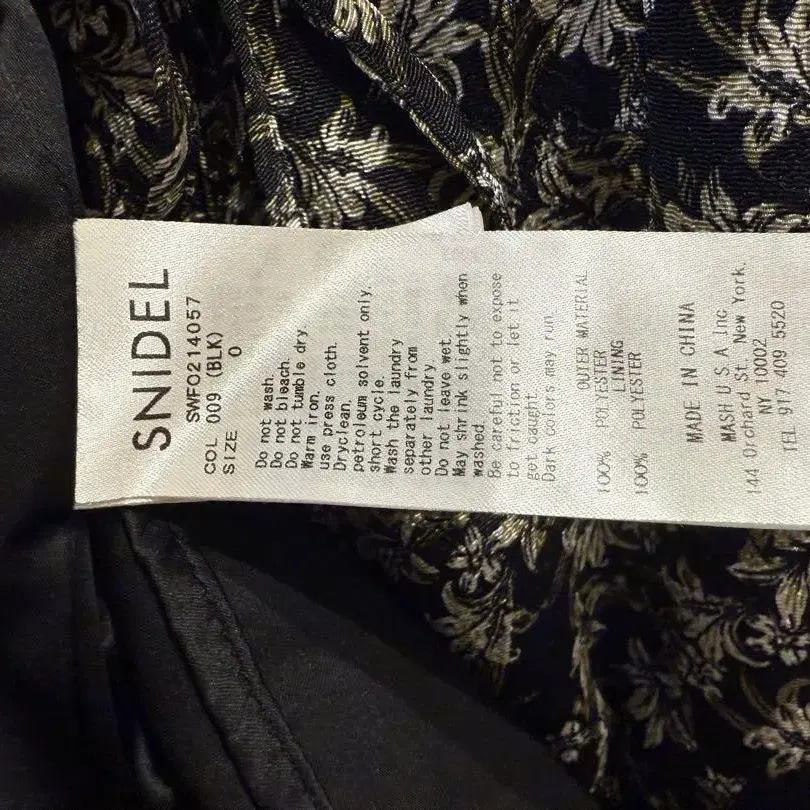 SNIDEL
SWFO214057
COL 009 (BLK)
SIZE 0
Do not wash.
Do not bleach.
Do not tumble dry.
Warm iron.
use press cloth.
Dryclean.
petroleum solvent only.
short cycle.
Wash the laundry
separately from
other laundry.
Do not leave wet.
May shrink slightly when
washed.
Be careful not to expose
to friction or let it
get caught.
Dark colors may run.
OUTER MATERIAL
100% POLYESTER
LINING
100% POLYESTER
MADE IN CHINA
MASH U S A Inc.
144 Orchard St. New York.
NY 10002
TEL 917 409 5520